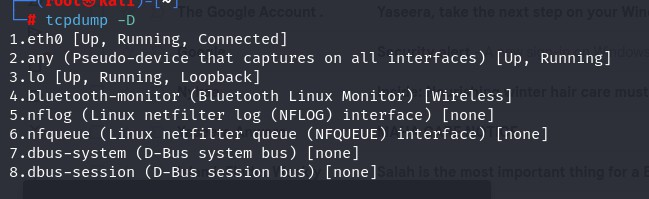 (root㉿kali)-[~]
The Google Account .
Yaseera, take the next step on your Win
└─# tcpdump -D
1.eth0 [Up, Running, Connected]
2.any (Pseudo-device that captures on all interfaces) [Up, Running]
3.lo [Up, Running, Loopback]
4.bluetooth-monitor (Bluetooth Linux Monitor) [Wireless]
5.nflog (Linux netfilter log (NFLOG) interface) [none]
6.nfqueue (Linux netfilter queue (NFQUEUE) interface) [none]
7.dbus-system (D-Bus system bus) [none]
8.dbus-session (D-Bus session bus) [none]
Salah is the most important thing for a